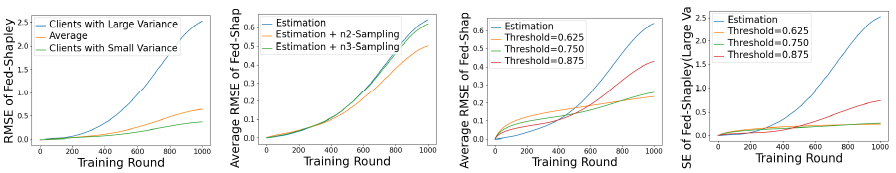 RMSE of Fed-Shapley
2.5
2.0
1.5
1.0
0.5
0.0
Clients with Large Variance
Average
Clients with Small Variance
0 200 400 600 800 1000
Training Round
Average RMSE of Fed-Shap
0.6
0.5
0.4
0.3
0.2
0.1
0.0
Estimation
Estimation + n2-Sampling
Estimation + n3-Sampling
0 200 400 600 800 1000
Training Round
Average RMSE of Fed-Shap
0.6
0.5
0.4
0.3
0.2
0.1
0.0
Estimation
Threshold=0.625
Threshold=0.750
Threshold=0.875
0 200 400 600 800 1000
Training Round
SE of Fed-Shapley(Large Va
2.5
2.0
1.5
1.0
0.5
0.0
Estimation
Threshold=0.625
Threshold=0.750
Threshold=0.875
0 200 400 600 800 1000
Training Round